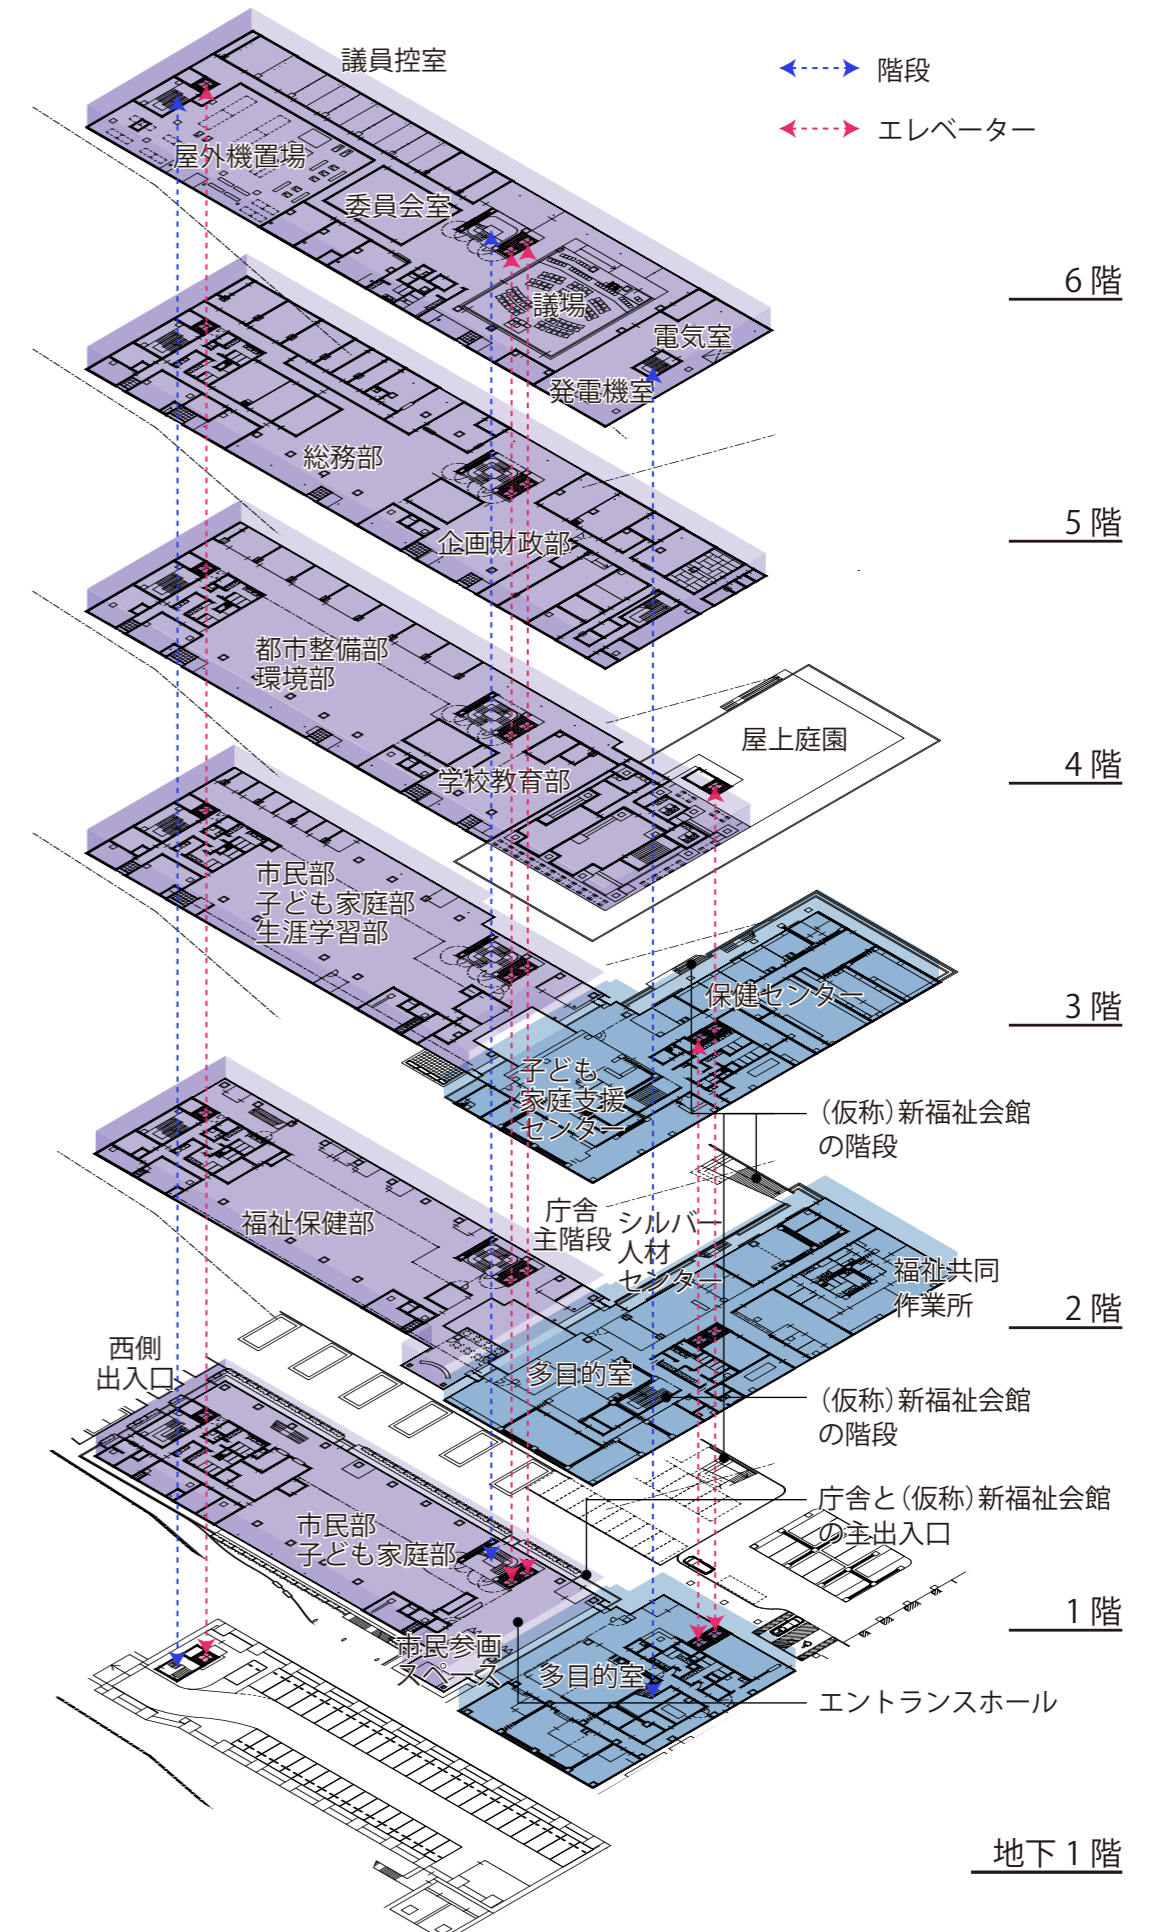 議員控室
階段
エレベーター
屋外機置場
委員会室
議場
電気室
発電機室
6 階
総務部
企画財政部
5 階
都市整備部
環境部
学校教育部
屋上庭園
4 階
市民部
子ども家庭部
生涯学習部
保健センター
子ども
家庭支援
センター
3 階
（仮称）新福祉会館
の階段
福祉保健部
庁舎
主階段
シルバー
人材
センター
福祉共同
作業所
多目的室
2 階
（仮称）新福祉会館
の階段
西側
出入口
市民部
子ども家庭部
庁舎と（仮称）新福祉会館
の主出入口
市民参画
スペース
多目的室
1 階
エントランスホール
地下 1 階